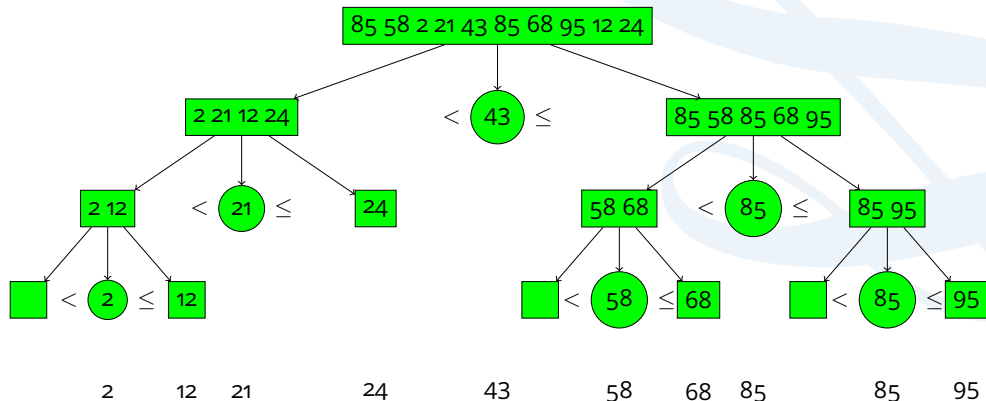 85 58 2 21 43 85 68 95 12 24
2 21 12 24 < 43 ≤ 85 58 85 68 95
2 12 < 21 ≤ 24 58 68 < 85 ≤ 85 95
< 2 ≤ 12 < 58 ≤ 68 < 85 ≤ 95
2 12 21 24 43 58 68 85 85 95